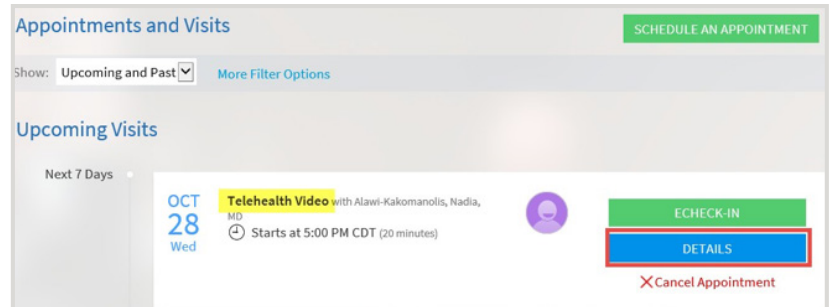 Appointments and Visits
SCHEDULE AN APPOINTMENT
Show: Upcoming and Past
More Filter Options
Upcoming Visits
Next 7 Days
OCT
28
Wed
Telehealth Video with Alawi-Kakomanolis, Nadia,
MD
Starts at 5:00 PM CDT (20 minutes)
ECHECK-IN
DETAILS
Cancel Appointment